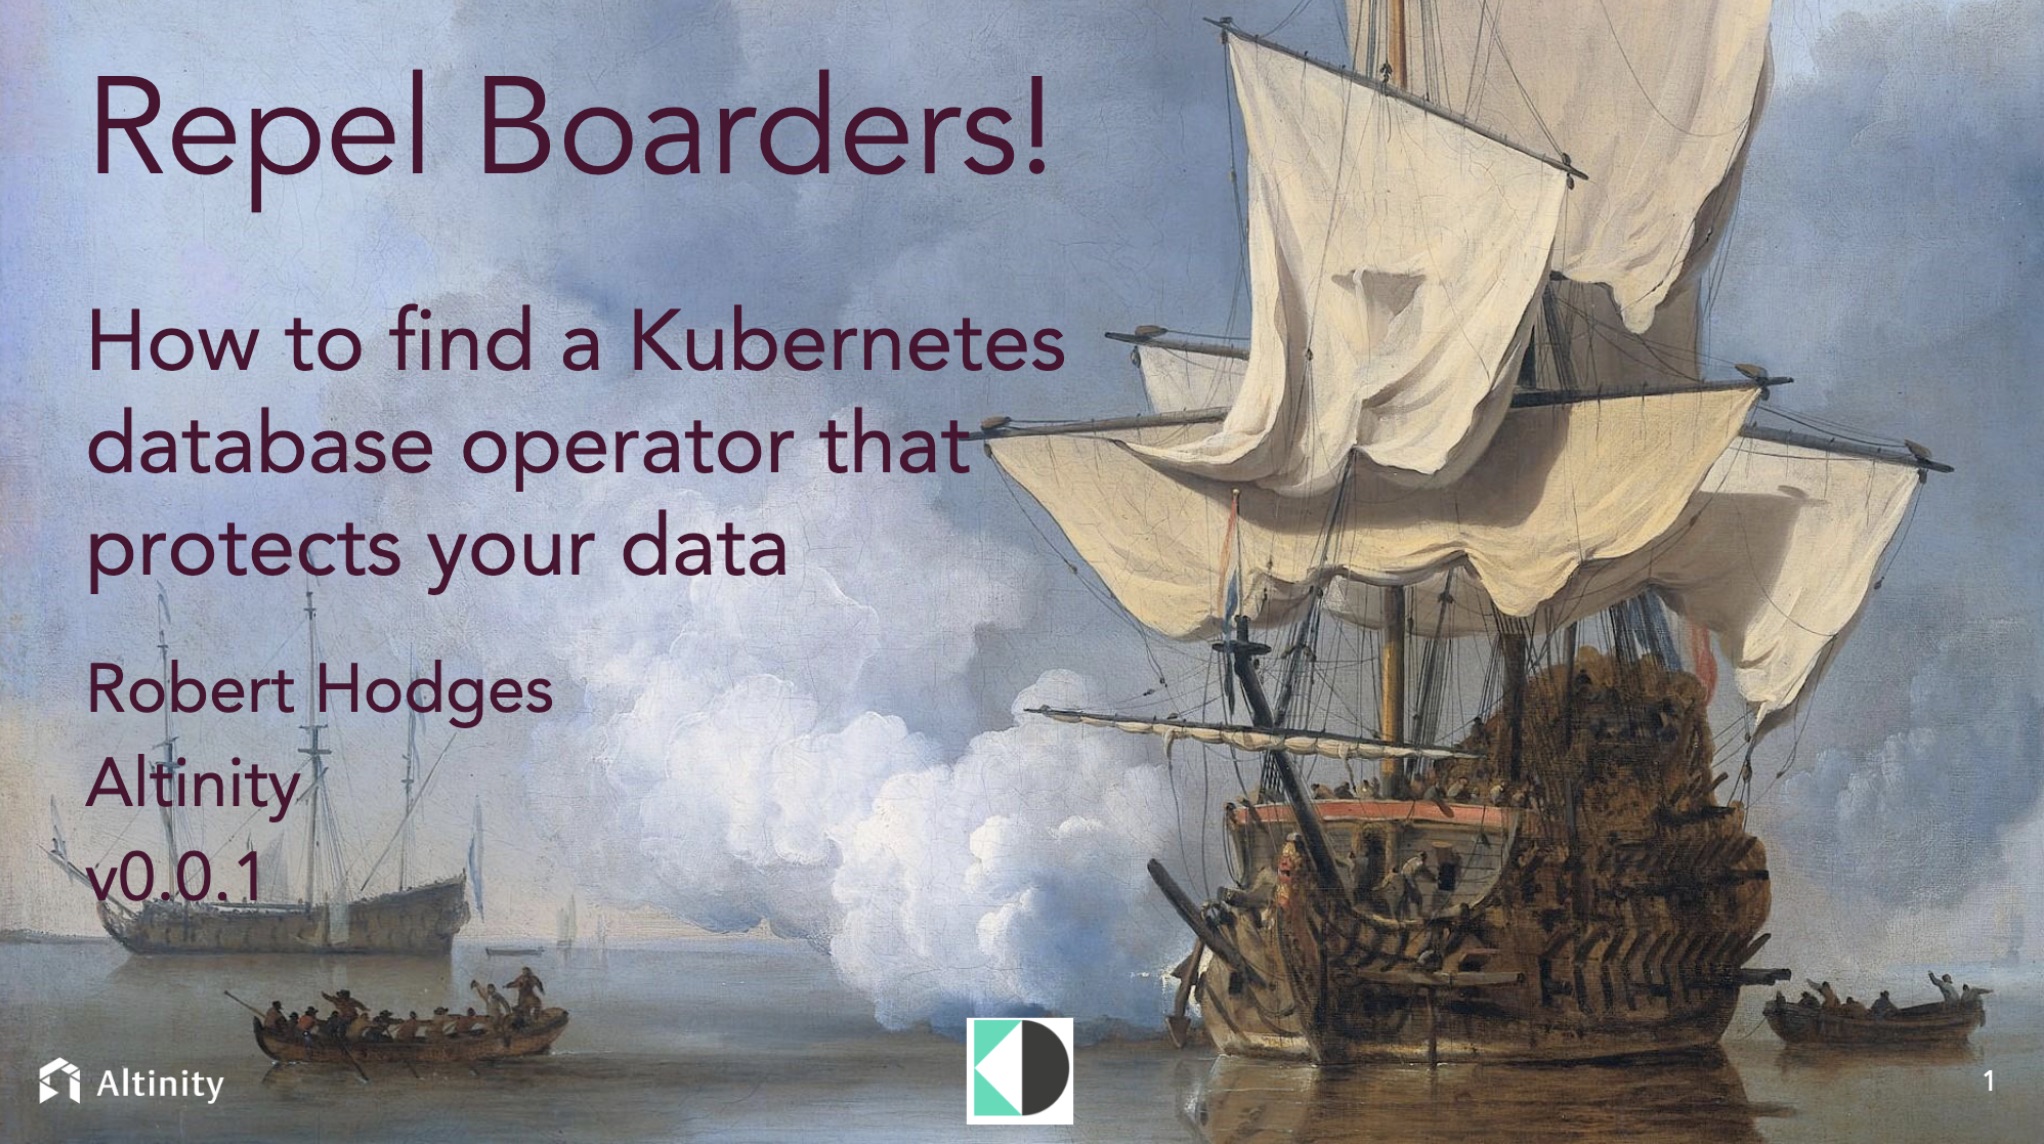 Repel Boarders!
How to find a Kubernetes
database operator that
protects your data
Robert Hodges
Altinity
v0.0.1
Altinity
1